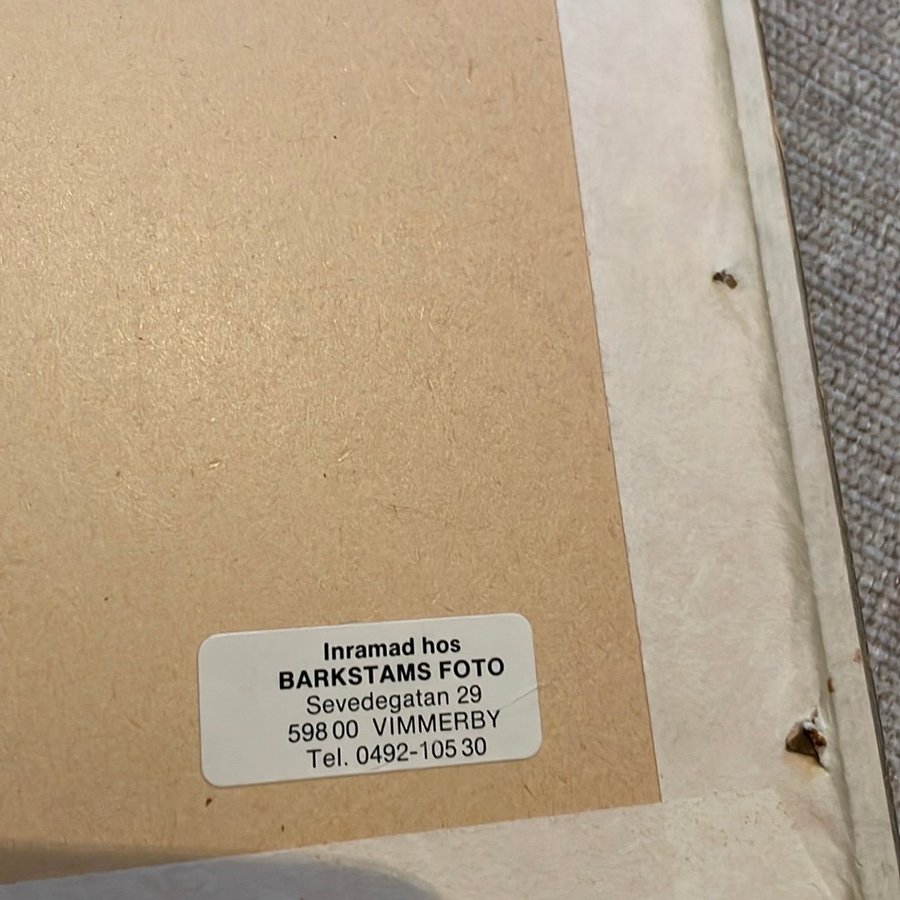 Inramad hos
BARKSTAMS FOTO
Sevedegatan 29
598 00 VIMMERBY
Tel. 0492-105 30